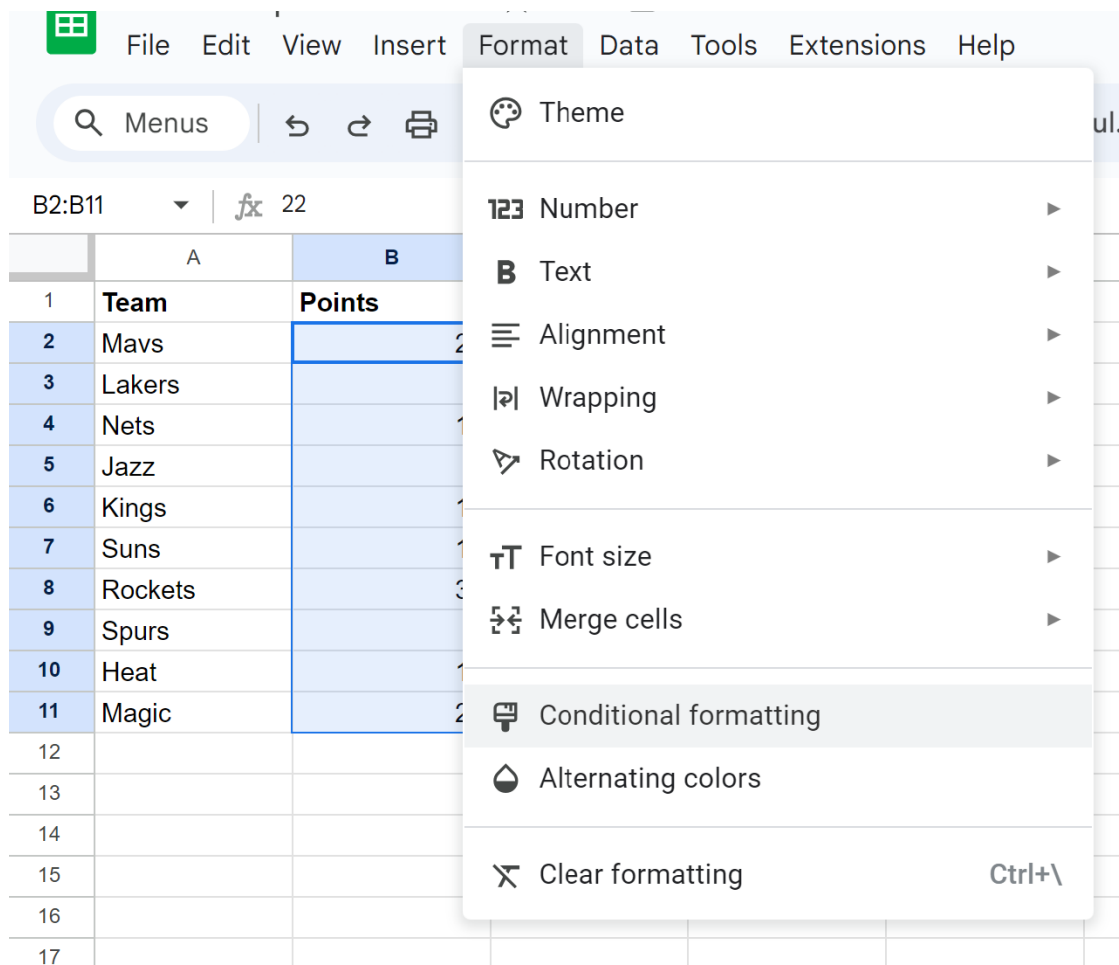 File Edit View Insert Format Data Tools Extensions Help
Menus
Theme
B2:B11 fx 22
123 Number
B Text
Alignment
Wrapping
Rotation
Font size
Merge cells
Conditional formatting
Alternating colors
Clear formatting Ctrl+\
A B
1 Team Points
2 Mavs
3 Lakers
4 Nets
5 Jazz
6 Kings
7 Suns
8 Rockets
9 Spurs
10 Heat
11 Magic
12
13
14
15
16
17